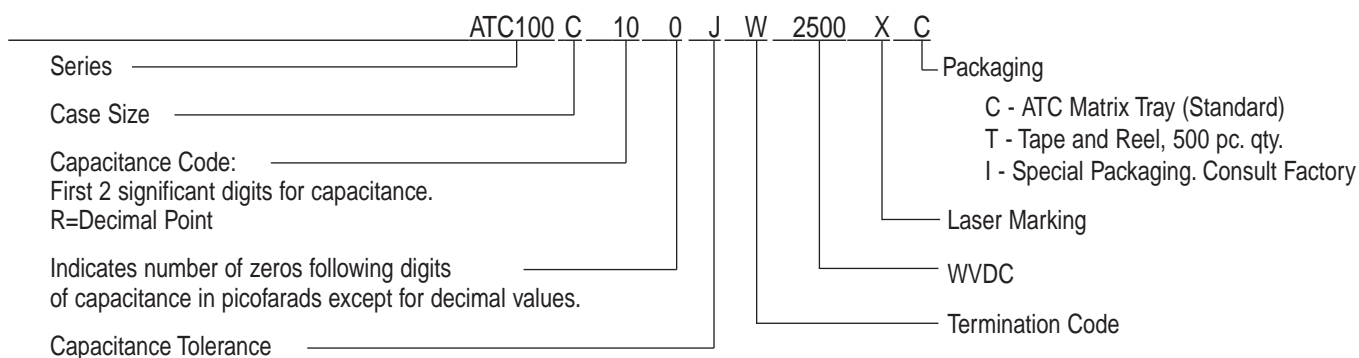 ATC100 C 10 0 J W 2500 X C
Series
Case Size
Capacitance Code:
First 2 significant digits for capacitance.
R=Decimal Point
Indicates number of zeros following digits
of capacitance in picofarads except for decimal values.
Capacitance Tolerance
Packaging
C - ATC Matrix Tray (Standard)
T - Tape and Reel, 500 pc. qty.
I - Special Packaging. Consult Factory
Laser Marking
WVDC
Termination Code